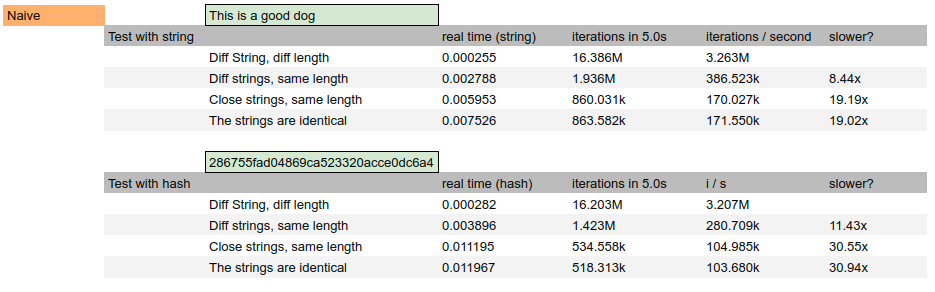 Naive This is a good dog
Test with string real time (string) iterations in 5.0s iterations / second slower?
Diff String, diff length 0.000255 16.386M 3.263M
Diff strings, same length 0.002788 1.936M 386.523k 8.44x
Close strings, same length 0.005953 860.031k 170.027k 19.19x
The strings are identical 0.007526 863.582k 171.550k 19.02x
286755fad04869ca523320acce0dc6a4
Test with hash real time (hash) iterations in 5.0s i / s slower?
Diff String, diff length 0.000282 16.203M 3.207M
Diff strings, same length 0.003896 1.423M 280.709k 11.43x
Close strings, same length 0.011195 534.558k 104.985k 30.55x
The strings are identical 0.011967 518.313k 103.680k 30.94x